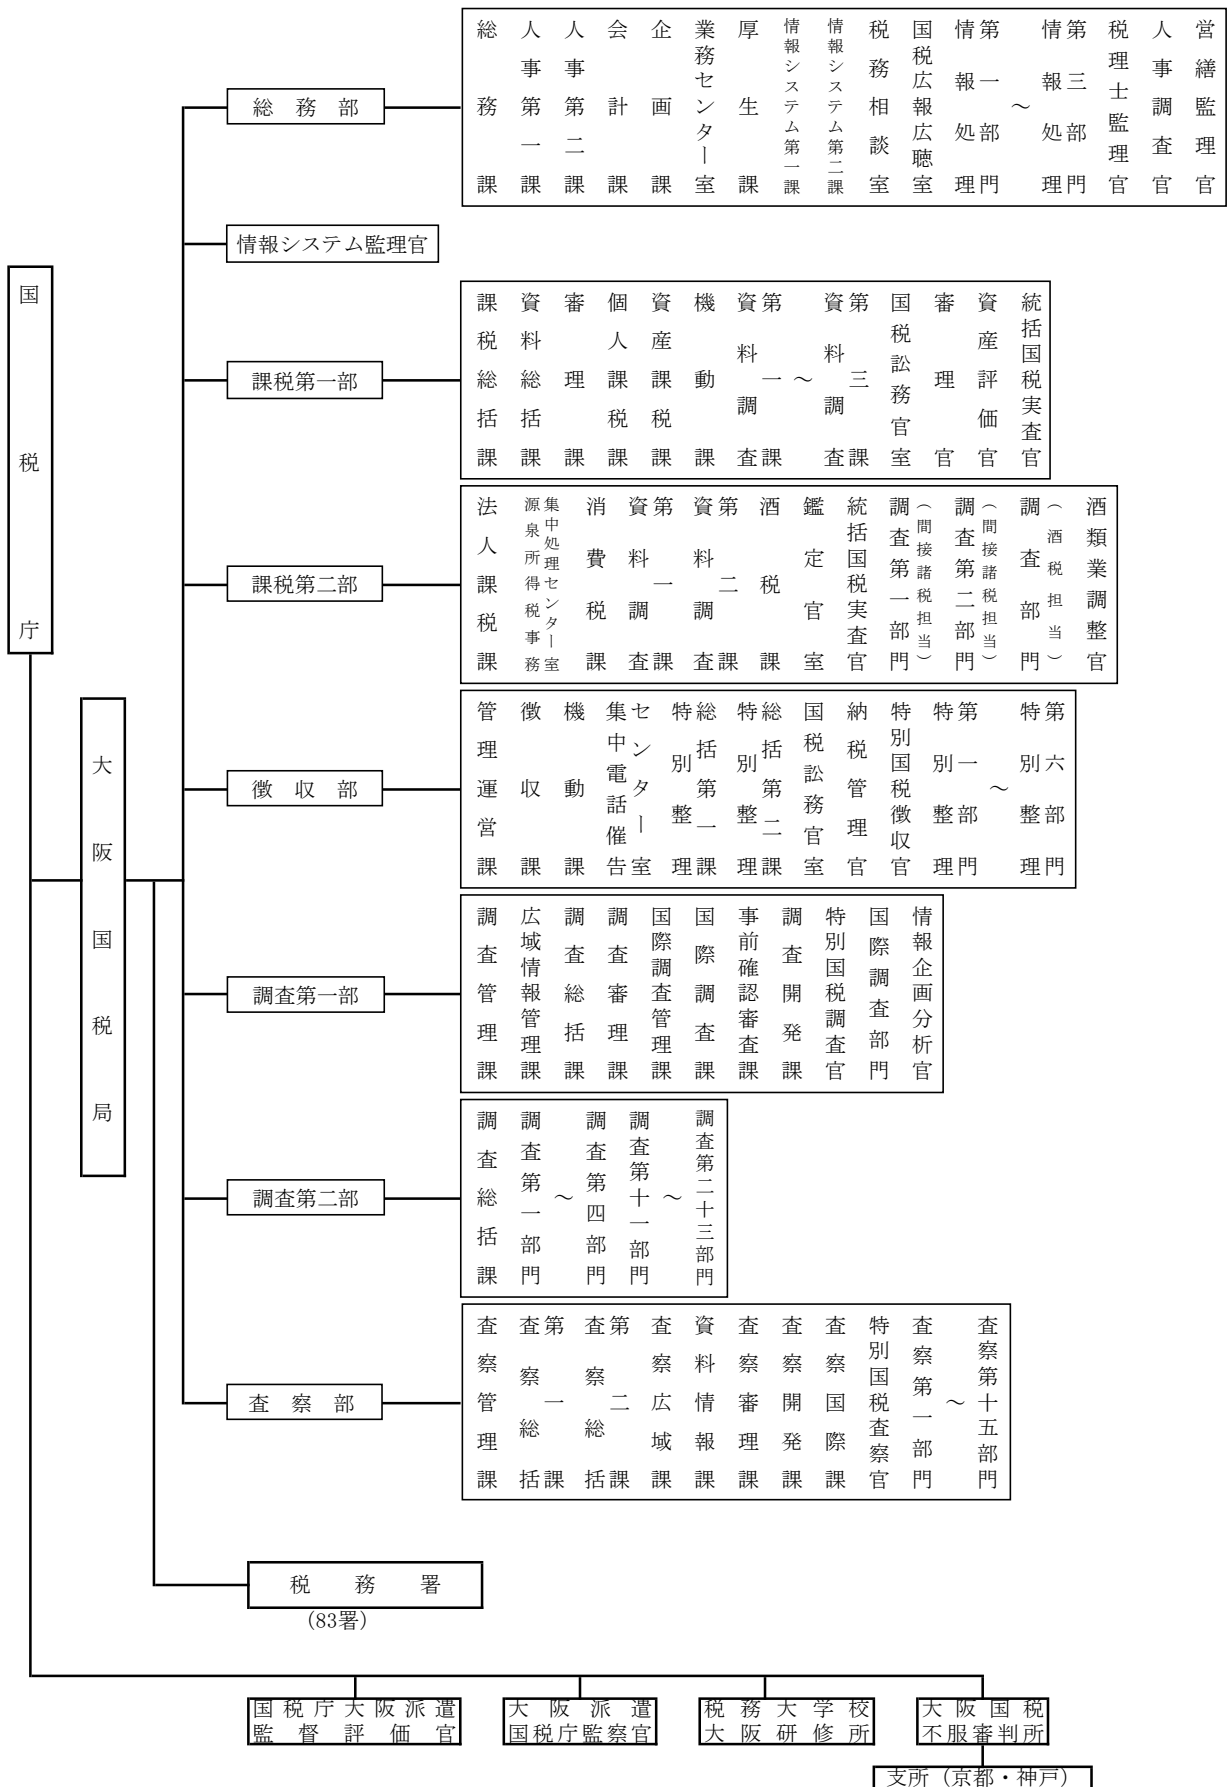 国税庁
大阪国税局
総務部
総務課
人事第一課
人事第二課
会計課
企画課
業務センター室
厚生課
情報システム第一課
情報システム第二課
税務相談室
国税広報広聴室
情報処理第一部門
～
情報処理第三部門
税理士監理官
人事調査官
営繕監理官
情報システム監理官
課税第一部
課税総括課
資料総括課
審理課
個人課税課
資産課税課
機動課
資料調査第一課
～
資料調査第三課
国税訟務官室
審理官
資産評価官
統括国税実査官
課税第二部
法人課税課
源泉所得税事務
集中処理センター室
消費税課
資料調査第一課
資料調査第二課
酒税課
鑑定官室
統括国税実査官
調査第一部門
（間接諸税担当）
調査第二部門
（間接諸税担当）
調査部門
（酒税担当）
酒類業調整官
徴収部
管理運営課
徴収課
機動課
集中電話催告
センター室
特別整理
総括第一課
特別整理
総括第二課
国税訟務官室
納税管理官
特別国税徴収官
特別整理
第一部門
～
特別整理
第六部門
調査第一部
調査管理課
広域情報管理課
調査総括課
調査審理課
国際調査管理課
国際調査課
事前確認審査課
調査開発課
特別国税調査官
国際調査部門
情報企画分析官
調査第二部
調査総括課
調査第一部門
～
調査第四部門
調査第十一部門
～
調査第二十三部門
査察部
査察管理課
査察総括第一課
査察総括第二課
査察広域課
資料情報課
査察審理課
査察開発課
査察国際課
特別国税査察官
査察第一部門
～
査察第十五部門
税務署
(83署)
国税庁大阪派遣
監督評価官
大阪派遣
国税庁監察官
税務大学校
大阪研修所
大阪国税
不服審判所
支所（京都・神戸）